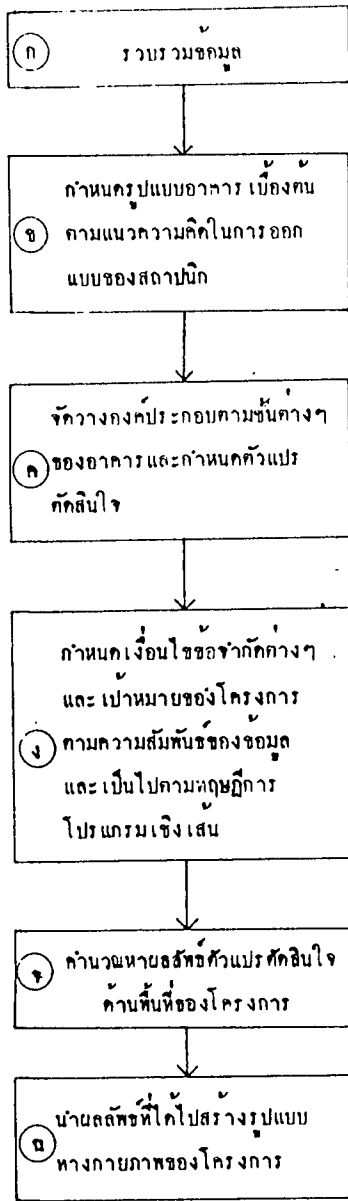 ก รวบรวมข้อมูล
กำหนดรูปแบบอาคารเบื้องต้น
ข ตามแนวความคิดในการออก
แบบของสถาปนิก
จัดวางองค์ประกอบตามชั้นต่างๆ
ค ของอาคารและกำหนดตัวแปร
ตัดสินใจ
กำหนดเงื่อนไขข้อจำกัดต่างๆ
และเป้าหมายของโครงการ
ง ตามความสัมพันธ์ของข้อมูล
และเป็นไปตามทฤษฎีการ
โปรแกรมเชิงเส้น
จ คำนวณหาผลลัพธ์ตัวแปรตัดสินใจ
ด้านพื้นที่ของโครงการ
ฉ นำผลลัพธ์ที่ได้ไปสร้างรูปแบบ
ทางกายภาพของโครงการ